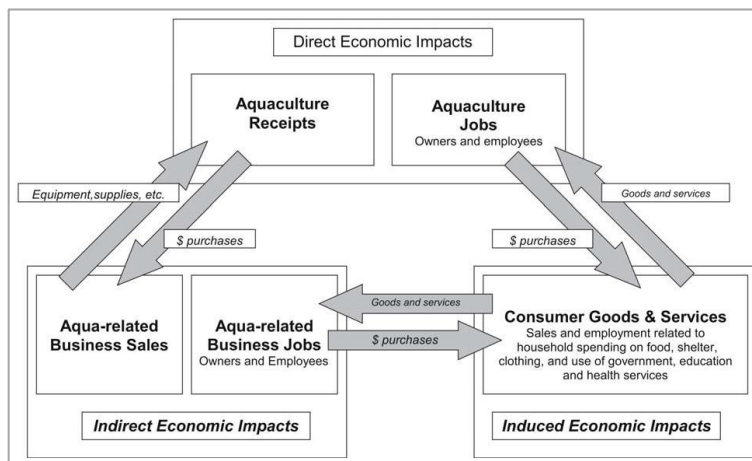 Direct Economic Impacts
Aquaculture
Receipts
Aquaculture
Jobs
Owners and employees
Equipment,supplies, etc.
Goods and services
$ purchases
$ purchases
Aqua-related
Business Sales
Aqua-related
Business Jobs
Owners and Employees
Goods and services
$ purchases
Consumer Goods & Services
Sales and employment related to
household spending on food, shelter,
clothing, and use of government, education
and health services
Indirect Economic Impacts
Induced Economic Impacts